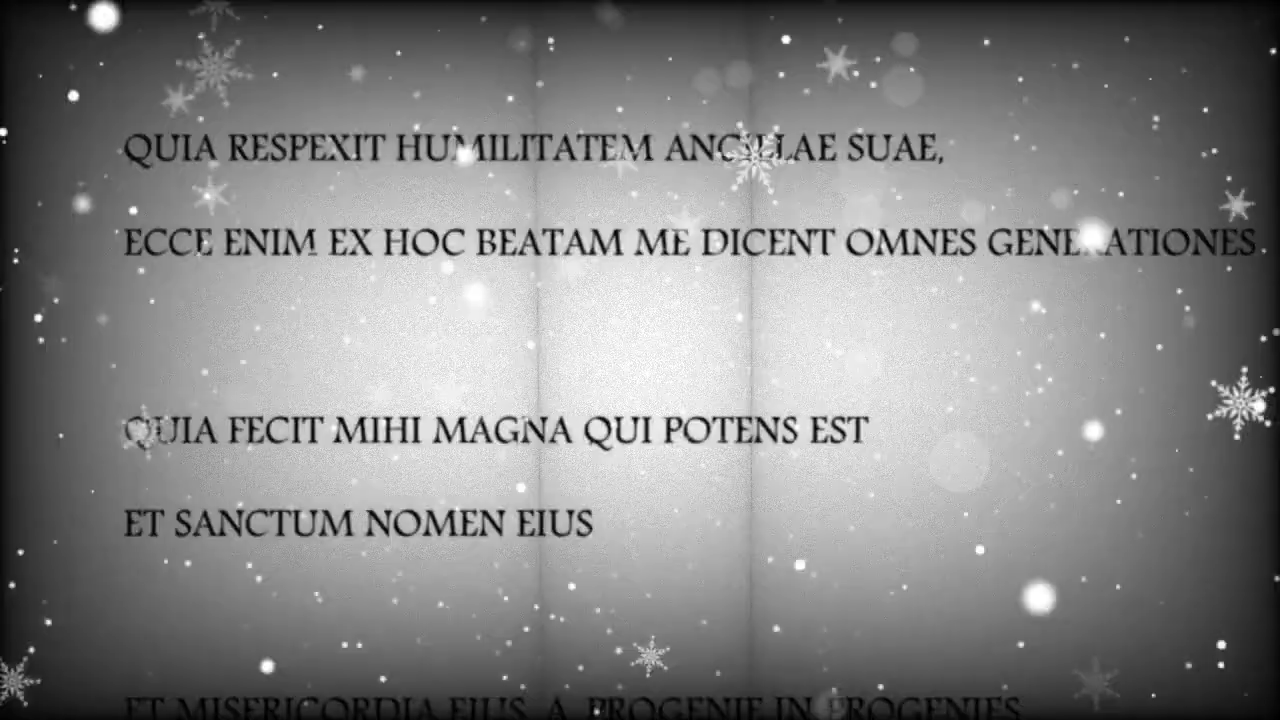 QUIA RESPEXIT HUMILITATEM ANCILLAE SUAE,
ECCE ENIM EX HOC BEATAM ME DICENT OMNES GENERATIONES
QUIA FECIT MIHI MAGNA QUI POTENS EST
ET SANCTUM NOMEN EIUS
ET MISERICORDIA EIUS A PROGENIE IN PROGENIES